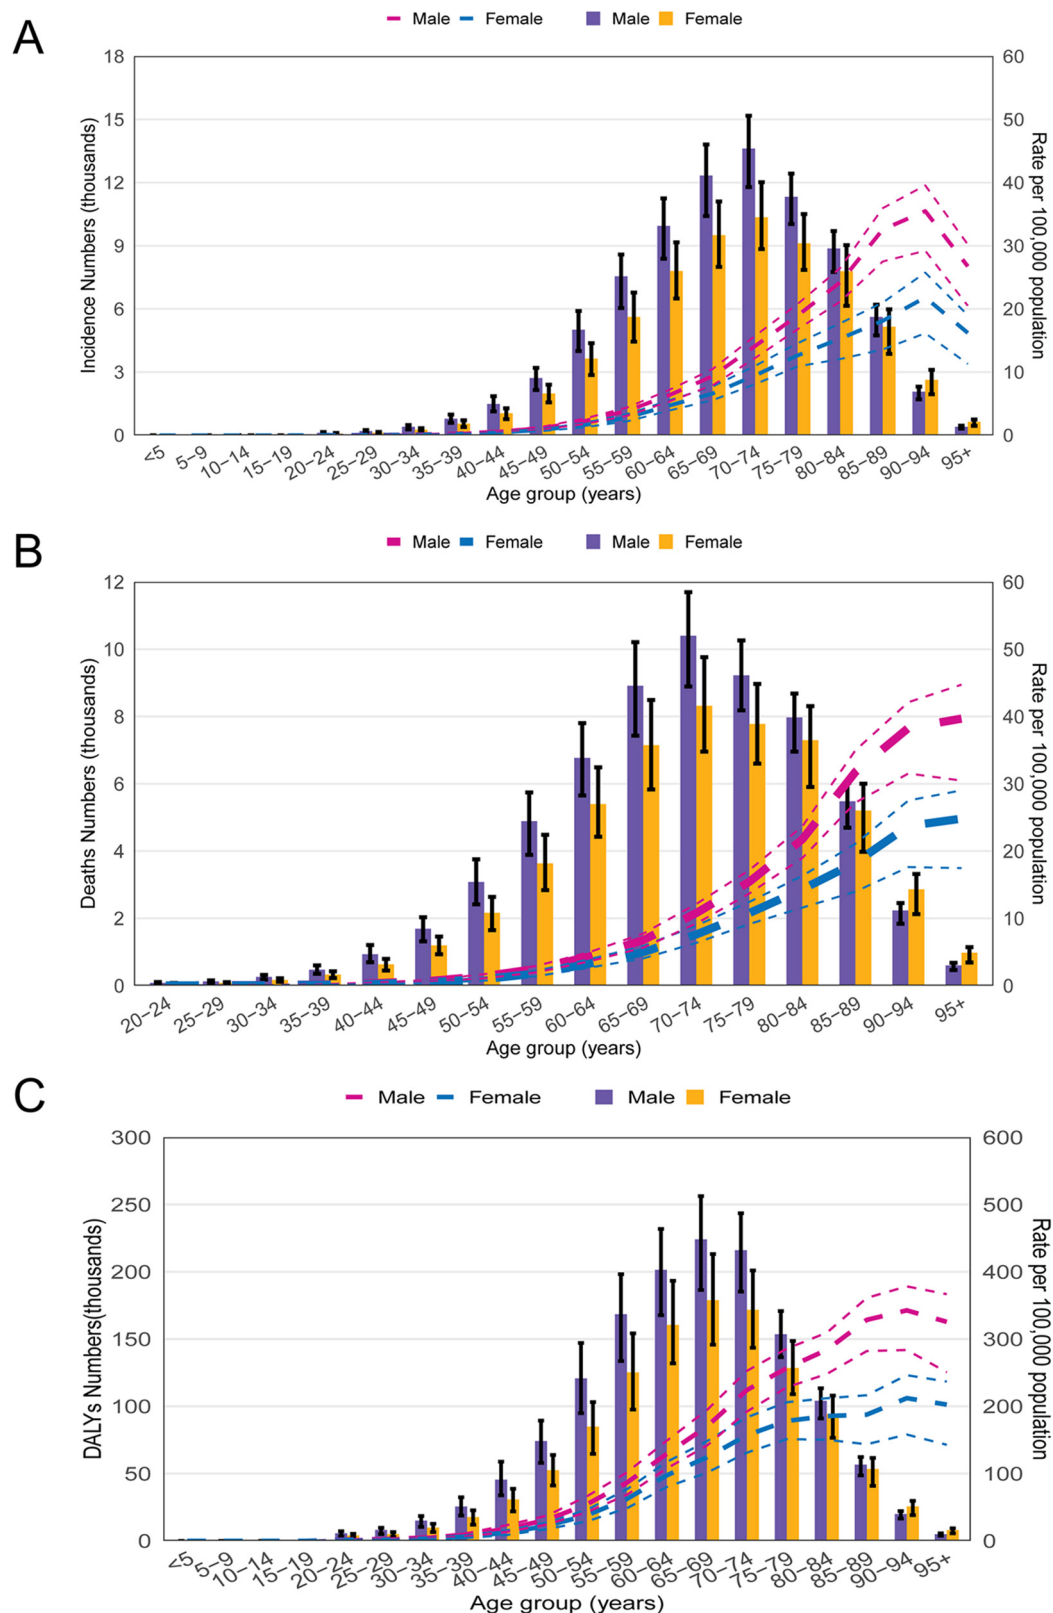 A
Male Female Male Female
18 60
15 50
12 40
9 30
6 20
3 10
0 0
Incidence Numbers (thousands)
Rate per 100,000 population
<5 5–9 10–14 15–19 20–24 25–29 30–34 35–39 40–44 45–49 50–54 55–59 60–64 65–69 70–74 75–79 80–84 85–89 90–94 95+
Age group (years)
B
Male Female Male Female
12 60
10 50
8 40
6 30
4 20
2 10
0 0
Deaths Numbers (thousands)
Rate per 100,000 population
20–24 25–29 30–34 35–39 40–44 45–49 50–54 55–59 60–64 65–69 70–74 75–79 80–84 85–89 90–94 95+
Age group (years)
C
Male Female Male Female
300 600
250 500
200 400
150 300
100 200
50 100
0 0
DALYs Numbers(thousands)
Rate per 100,000 population
<5 5–9 10–14 15–19 20–24 25–29 30–34 35–39 40–44 45–49 50–54 55–59 60–64 65–69 70–74 75–79 80–84 85–89 90–94 95+
Age group (years)